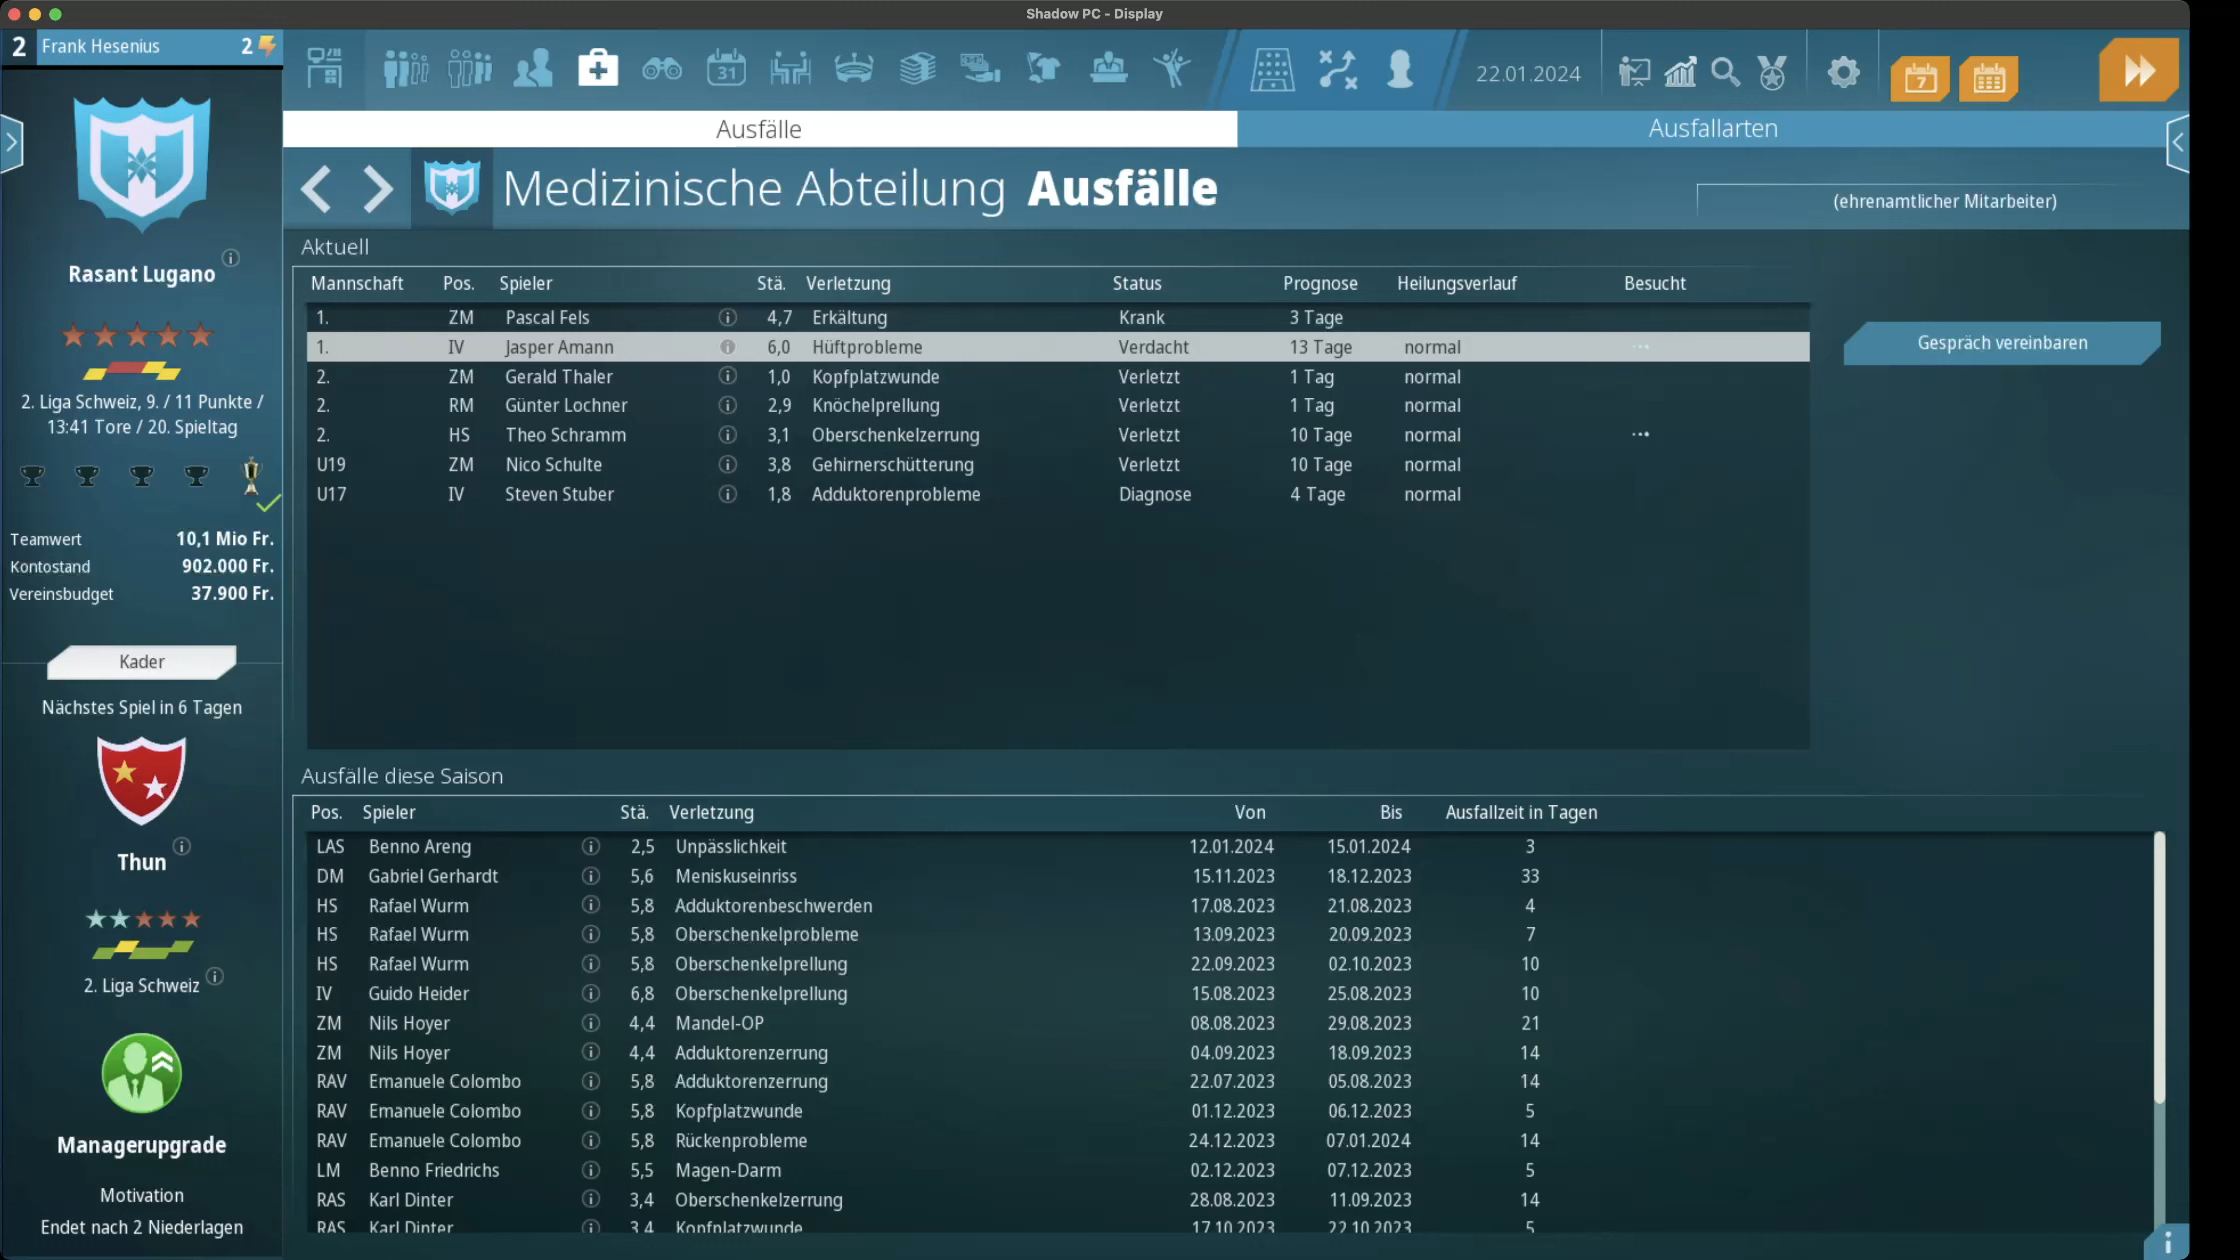 Shadow PC - Display
2 Frank Hesenius 2
31
22.01.2024
7
Ausfälle
Ausfallarten
Medizinische Abteilung Ausfälle
(ehrenamtlicher Mitarbeiter)
Rasant Lugano
2. Liga Schweiz, 9. / 11 Punkte /
13:41 Tore / 20. Spieltag
Teamwert 10,1 Mio Fr.
Kontostand 902.000 Fr.
Vereinsbudget 37.900 Fr.
Kader
Nächstes Spiel in 6 Tagen
Thun
2. Liga Schweiz
Managerupgrade
Motivation
Endet nach 2 Niederlagen
Aktuell
Mannschaft Pos. Spieler Stä. Verletzung Status Prognose Heilungsverlauf Besucht
1. ZM Pascal Fels 4,7 Erkältung Krank 3 Tage
1. IV Jasper Amann 6,0 Hüftprobleme Verdacht 13 Tage normal ...
2. ZM Gerald Thaler 1,0 Kopfplatzwunde Verletzt 1 Tag normal
2. RM Günter Lochner 2,9 Knöchelprellung Verletzt 1 Tag normal
2. HS Theo Schramm 3,1 Oberschenkelzerrung Verletzt 10 Tage normal ...
U19 ZM Nico Schulte 3,8 Gehirnerschütterung Verletzt 10 Tage normal
U17 IV Steven Stuber 1,8 Adduktorenprobleme Diagnose 4 Tage normal
Gespräch vereinbaren
Ausfälle diese Saison
Pos. Spieler Stä. Verletzung Von Bis Ausfallzeit in Tagen
LAS Benno Areng 2,5 Unpässlichkeit 12.01.2024 15.01.2024 3
DM Gabriel Gerhardt 5,6 Meniskuseinriss 15.11.2023 18.12.2023 33
HS Rafael Wurm 5,8 Adduktorenbeschwerden 17.08.2023 21.08.2023 4
HS Rafael Wurm 5,8 Oberschenkelprobleme 13.09.2023 20.09.2023 7
HS Rafael Wurm 5,8 Oberschenkelprellung 22.09.2023 02.10.2023 10
IV Guido Heider 6,8 Oberschenkelprellung 15.08.2023 25.08.2023 10
ZM Nils Hoyer 4,4 Mandel-OP 08.08.2023 29.08.2023 21
ZM Nils Hoyer 4,4 Adduktorenzerrung 04.09.2023 18.09.2023 14
RAV Emanuele Colombo 5,8 Adduktorenzerrung 22.07.2023 05.08.2023 14
RAV Emanuele Colombo 5,8 Kopfplatzwunde 01.12.2023 06.12.2023 5
RAV Emanuele Colombo 5,8 Rückenprobleme 24.12.2023 07.01.2024 14
LM Benno Friedrichs 5,5 Magen-Darm 02.12.2023 07.12.2023 5
RAS Karl Dinter 3,4 Oberschenkelzerrung 28.08.2023 11.09.2023 14
RAS Karl Dinter 3,4 Kopfplatzwunde 17.10.2023 22.10.2023 5